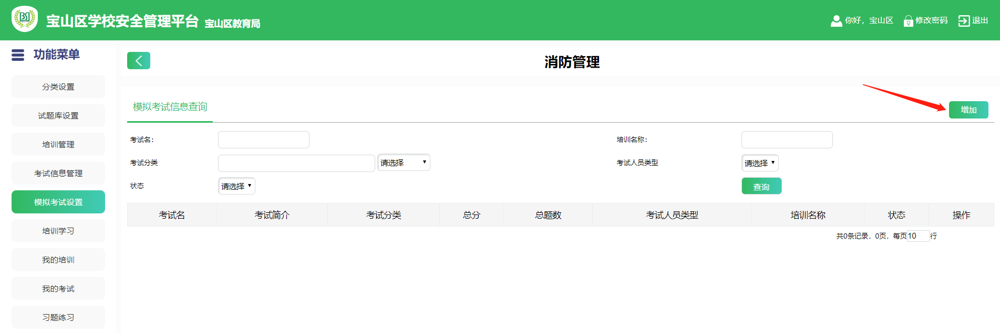 宝山区学校安全管理平台 宝山区教育局
你好，宝山区 修改密码 退出
功能菜单
分类设置
试题库设置
培训管理
考试信息管理
模拟考试设置
培训学习
我的培训
我的考试
习题练习
消防管理
模拟考试信息查询
增加
考试名： 培训名称：
考试分类 请选择 考试人员类型 请选择
状态 请选择 查询
考试名 考试简介 考试分类 总分 总题数 考试人员类型 培训名称 状态 操作
共0条记录，0页，每页10行